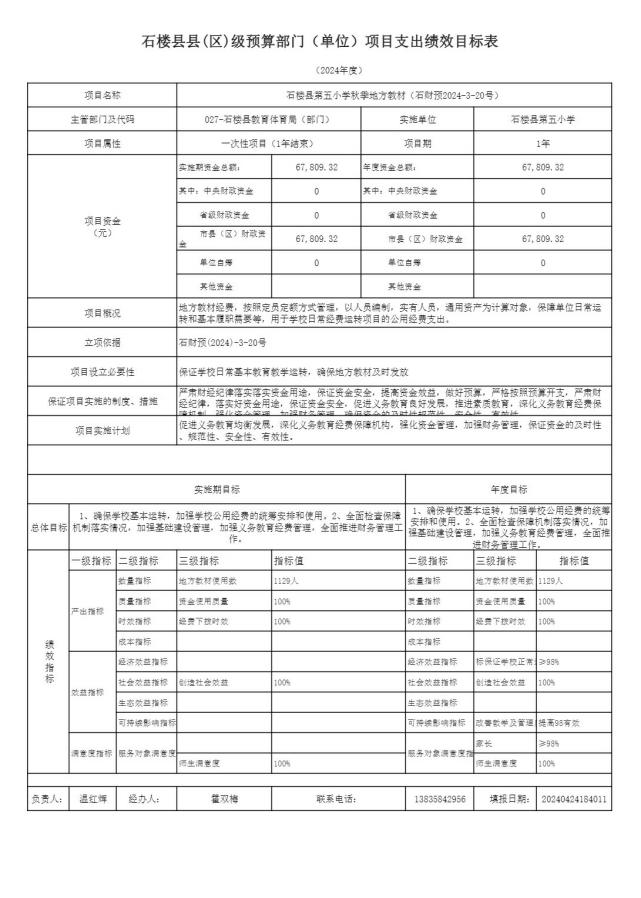 石楼县县(区)级预算部门（单位）项目支出绩效目标表
（2024年度）
项目名称 石楼县第五小学秋季地方教材（石财预2024-3-20号）
主管部门及代码 027-石楼县教育体育局（部门） 实施单位 石楼县第五小学
项目属性 一次性项目（1年结束） 项目期 1年
项目资金
（元）
实施期资金总额： 67,809.32 年度资金总额： 67,809.32
其中：中央财政资金 0 其中：中央财政资金 0
省级财政资金 0 省级财政资金 0
市县（区）财政资
金 67,809.32 市县（区）财政资金 67,809.32
单位自筹 0 单位自筹 0
其他资金 其他资金
项目概况
地方教材经费，按照定员定额方式管理，以人员编制，实有人员，通用资产为计算对象，保障单位日常运
转和基本履职需要等，用于学校日常经费运转项目的公用经费支出。
立项依据 石财预(2024)-3-20号
项目设立必要性 保证学校日常基本教育教学运转，确保地方教材及时发放
保证项目实施的制度、措施
严肃财经纪律落实落实资金用途，保证资金安全，提高资金效益，做好预算，严格按照预算开支，严肃财
经纪律，落实好资金用途，保证资金安全，促进义务教育良好发展，推进素质教育，深化义务教育经费保
障机制，强化资金管理，加强财务管理，确保资金的及时性规范性、安全性、有效性。
项目实施计划
促进义务教育均衡发展，深化义务教育经费保障机构，强化资金管理，加强财务管理，保证资金的及时性
、规范性、安全性、有效性。
实施期目标 年度目标
总体目标
1、确保学校基本运转，加强学校公用经费的统筹安排和使用。2、全面检查保障
机制落实情况，加强基础建设管理，加强义务教育经费管理，全面推进财务管理工
作。
1、确保学校基本运转，加强学校公用经费的统筹
安排和使用。2、全面检查保障机制落实情况，加
强基础建设管理，加强义务教育经费管理，全面推
进财务管理工作。
绩效指标
一级指标 二级指标 三级指标 指标值 二级指标 三级指标 指标值
产出指标
数量指标 地方教材使用数 1129人 数量指标 地方教材使用数 1129人
质量指标 资金使用质量 100% 质量指标 资金使用质量 100%
时效指标 经费下拨时效 100% 时效指标 经费下拨时效 100%
成本指标 成本指标
效益指标
经济效益指标 经济效益指标 标保证学校正常 ≥98%
社会效益指标 创造社会效益 100% 社会效益指标 创造社会效益 100%
生态效益指标 生态效益指标
可持续影响指标 可持续影响指标 改善教学及管理 提高98有效
满意度指标 服务对象满意度 服务对象满意度指
家长 ≥98%
师生满意度 100% 师生满意度 100%
负责人： 温红辉 经办人： 霍双梅 联系电话： 13835842956 填报日期： 20240424184011